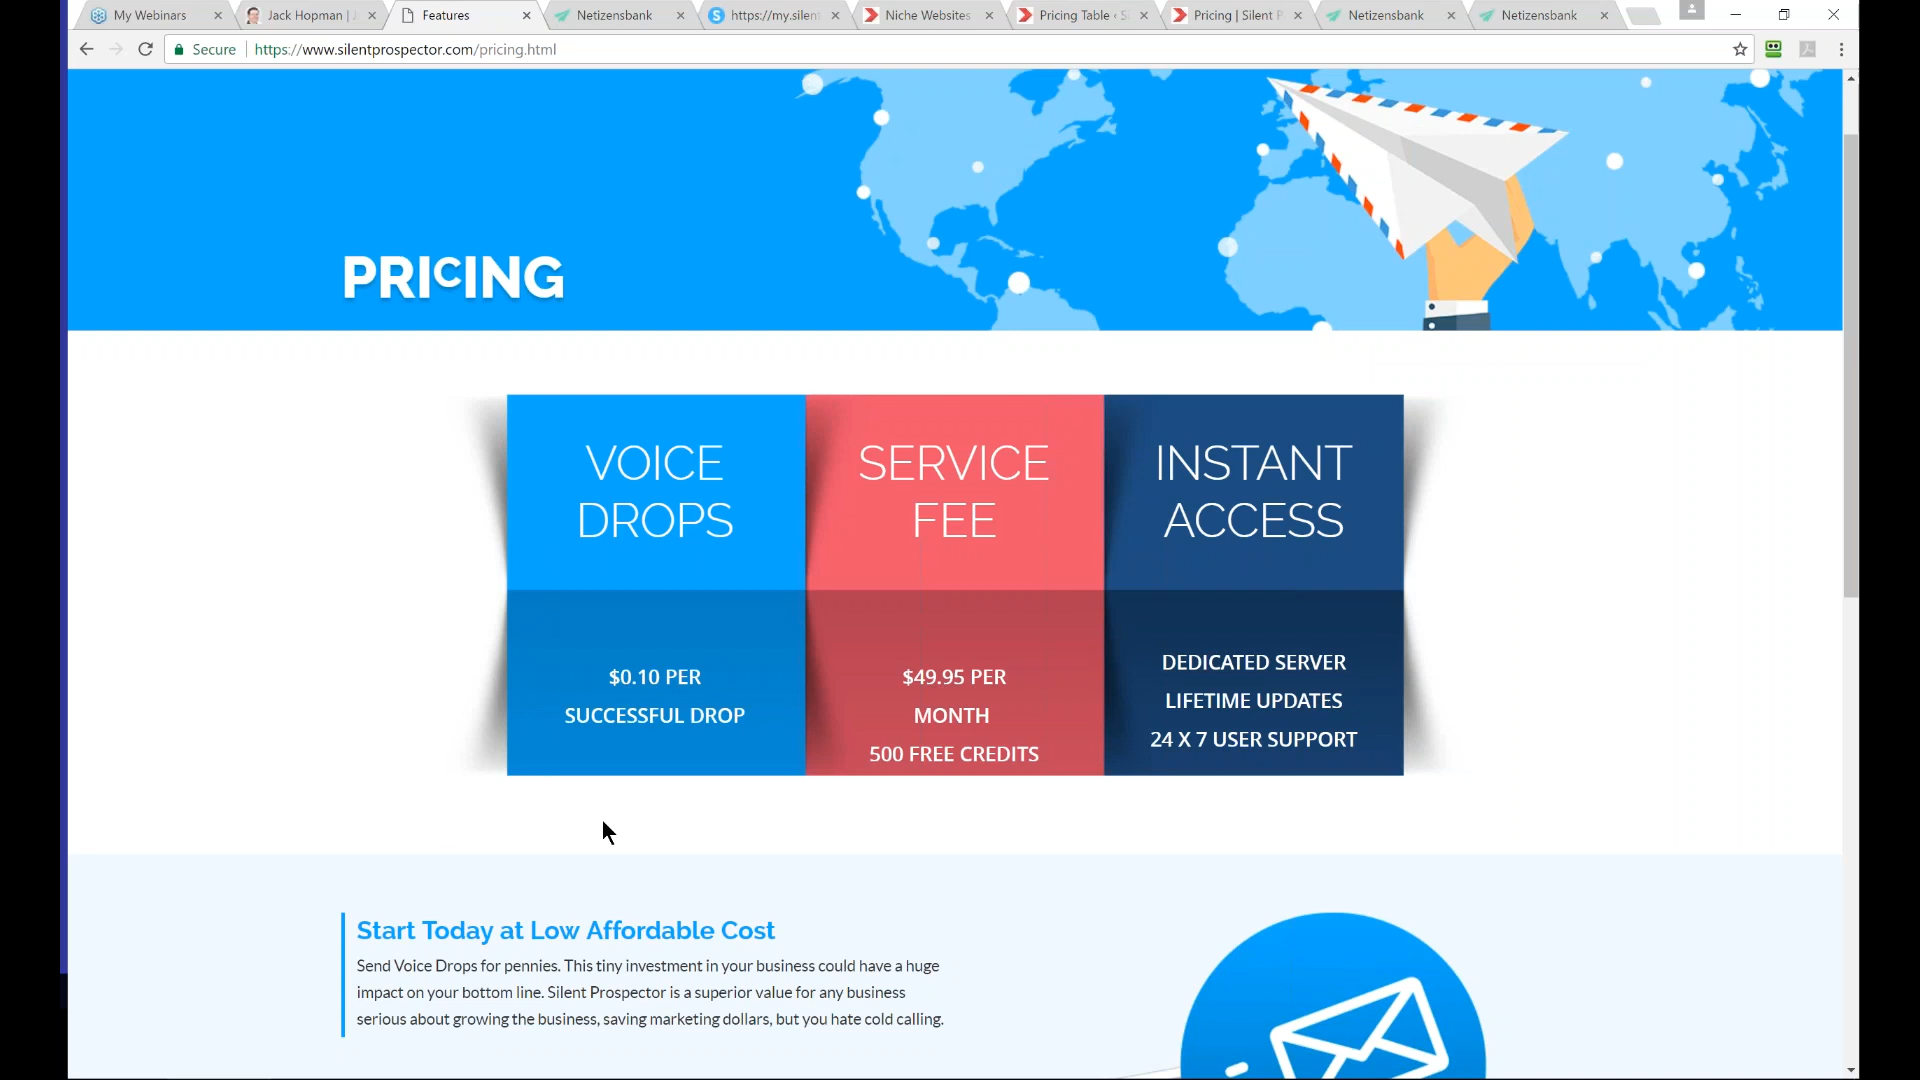 My Webinars
Jack Hopman |
Features
Netizensbank
https://my.silen
Niche Websites
Pricing Table ‹ S
Pricing | Silent P
Netizensbank
Netizensbank
Secure
https://www.silentprospector.com/pricing.html
PRICING
VOICE
DROPS
SERVICE
FEE
INSTANT
ACCESS
$0.10 PER
SUCCESSFUL DROP
$49.95 PER
MONTH
500 FREE CREDITS
DEDICATED SERVER
LIFETIME UPDATES
24 X 7 USER SUPPORT
Start Today at Low Affordable Cost
Send Voice Drops for pennies. This tiny investment in your business could have a huge
impact on your bottom line. Silent Prospector is a superior value for any business
serious about growing the business, saving marketing dollars, but you hate cold calling.